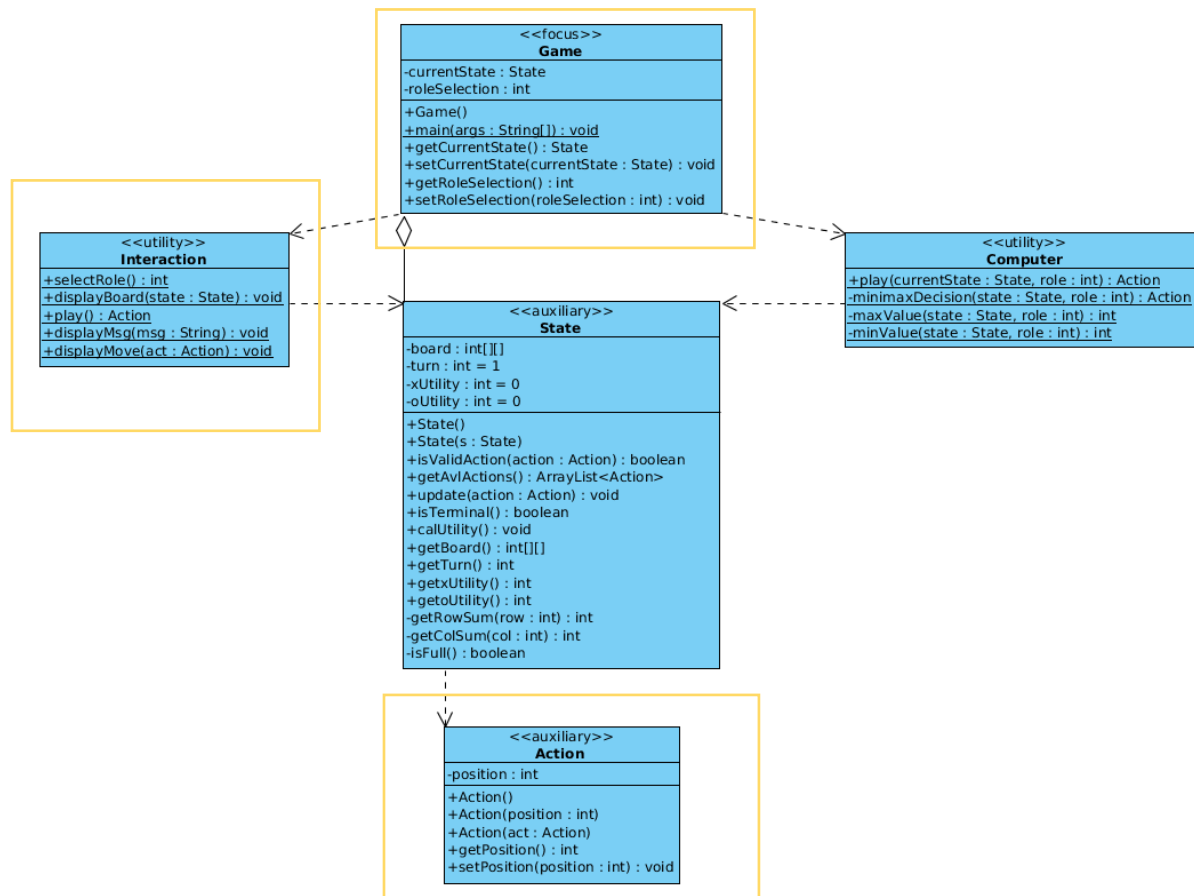 <<focus>>
Game
-currentState : State
-roleSelection : int
+Game()
+main(args : String[]) : void
+getCurrentState() : State
+setCurrentState(currentState : State) : void
+getRoleSelection() : int
+setRoleSelection(roleSelection : int) : void
<<utility>>
Interaction
+selectRole() : int
+displayBoard(state : State) : void
+play() : Action
+displayMsg(msg : String) : void
+displayMove(act : Action) : void
<<utility>>
Computer
+play(currentState : State, role : int) : Action
-minimaxDecision(state : State, role : int) : Action
-maxValue(state : State, role : int) : int
-minValue(state : State, role : int) : int
<<auxiliary>>
State
-board : int[][]
-turn : int = 1
-xUtility : int = 0
-oUtility : int = 0
+State()
+State(s : State)
+isValidAction(action : Action) : boolean
+getAvlActions() : ArrayList<Action>
+update(action : Action) : void
+isTerminal() : boolean
+calUtility() : void
+getBoard() : int[][]
+getTurn() : int
+getxUtility() : int
+getoUtility() : int
-getRowSum(row : int) : int
-getColSum(col : int) : int
-isFull() : boolean
<<auxiliary>>
Action
-position : int
+Action()
+Action(position : int)
+Action(act : Action)
+getPosition() : int
+setPosition(position : int) : void